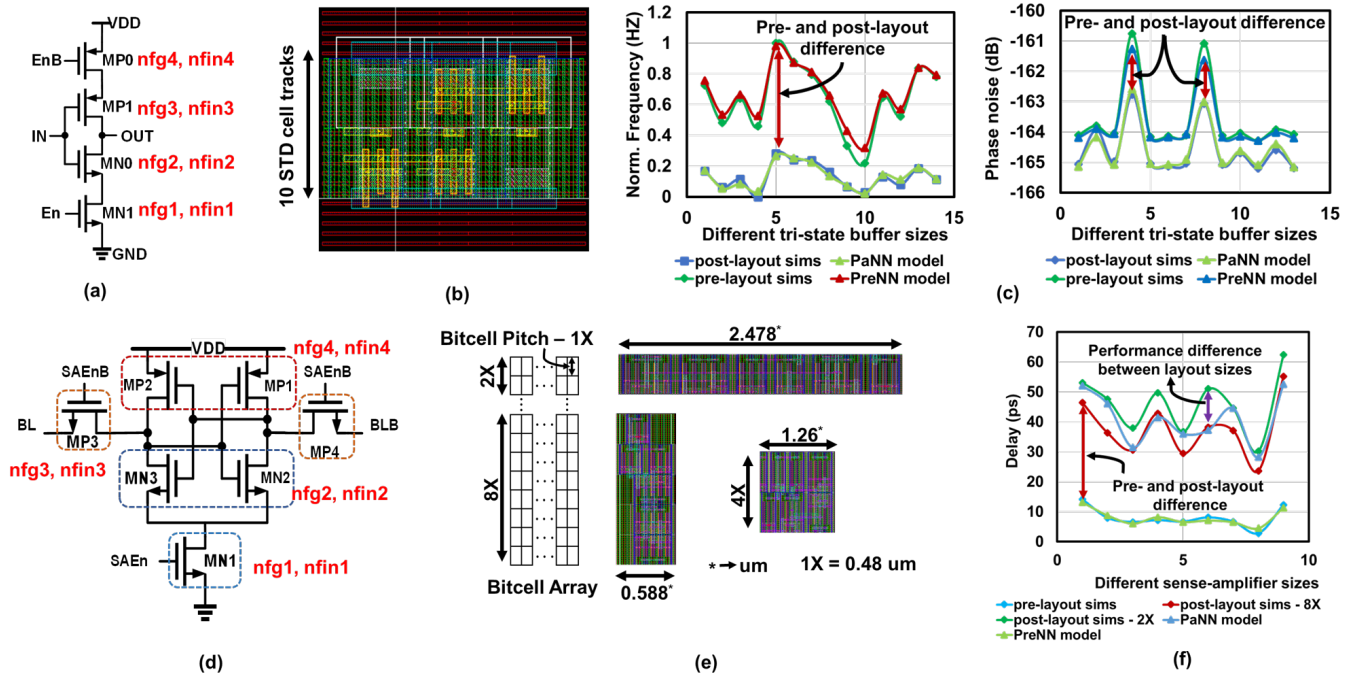 (a)
VDD
EnB
MP0
nfg4, nfin4
MP1
nfg3, nfin3
IN
OUT
MN0
nfg2, nfin2
En
MN1
nfg1, nfin1
GND
10 STD cell tracks
(b)
1.2
1
0.8
0.6
0.4
0.2
0
Norm. Frequency (HZ)
Pre- and post-layout
difference
0 5 10 15
Different tri-state buffer sizes
post-layout sims
PaNN model
pre-layout sims
PreNN model
-160
-161
-162
-163
-164
-165
-166
Phase noise (dB)
Pre- and post-layout difference
0 5 10 15
Different tri-state buffer sizes
post-layout sims
PaNN model
pre-layout sims
PreNN model
(c)
VDD
nfg4, nfin4
SAEnB
MP2
MP1
SAEnB
BL
MP3
MP4
BLB
nfg3, nfin3
MN3
MN2
nfg2, nfin2
SAEn
MN1
nfg1, nfin1
(d)
Bitcell Pitch – 1X
2X
8X
Bitcell Array
2.478*
0.588*
1.26*
4X
* → um
1X = 0.48 um
(e)
70
60
50
40
30
20
10
0
Delay (ps)
Performance difference
between layout sizes
Pre- and post-layout
difference
0 5 10
Different sense-amplifier sizes
pre-layout sims
post-layout sims - 8X
post-layout sims - 2X
PaNN model
PreNN model
(f)